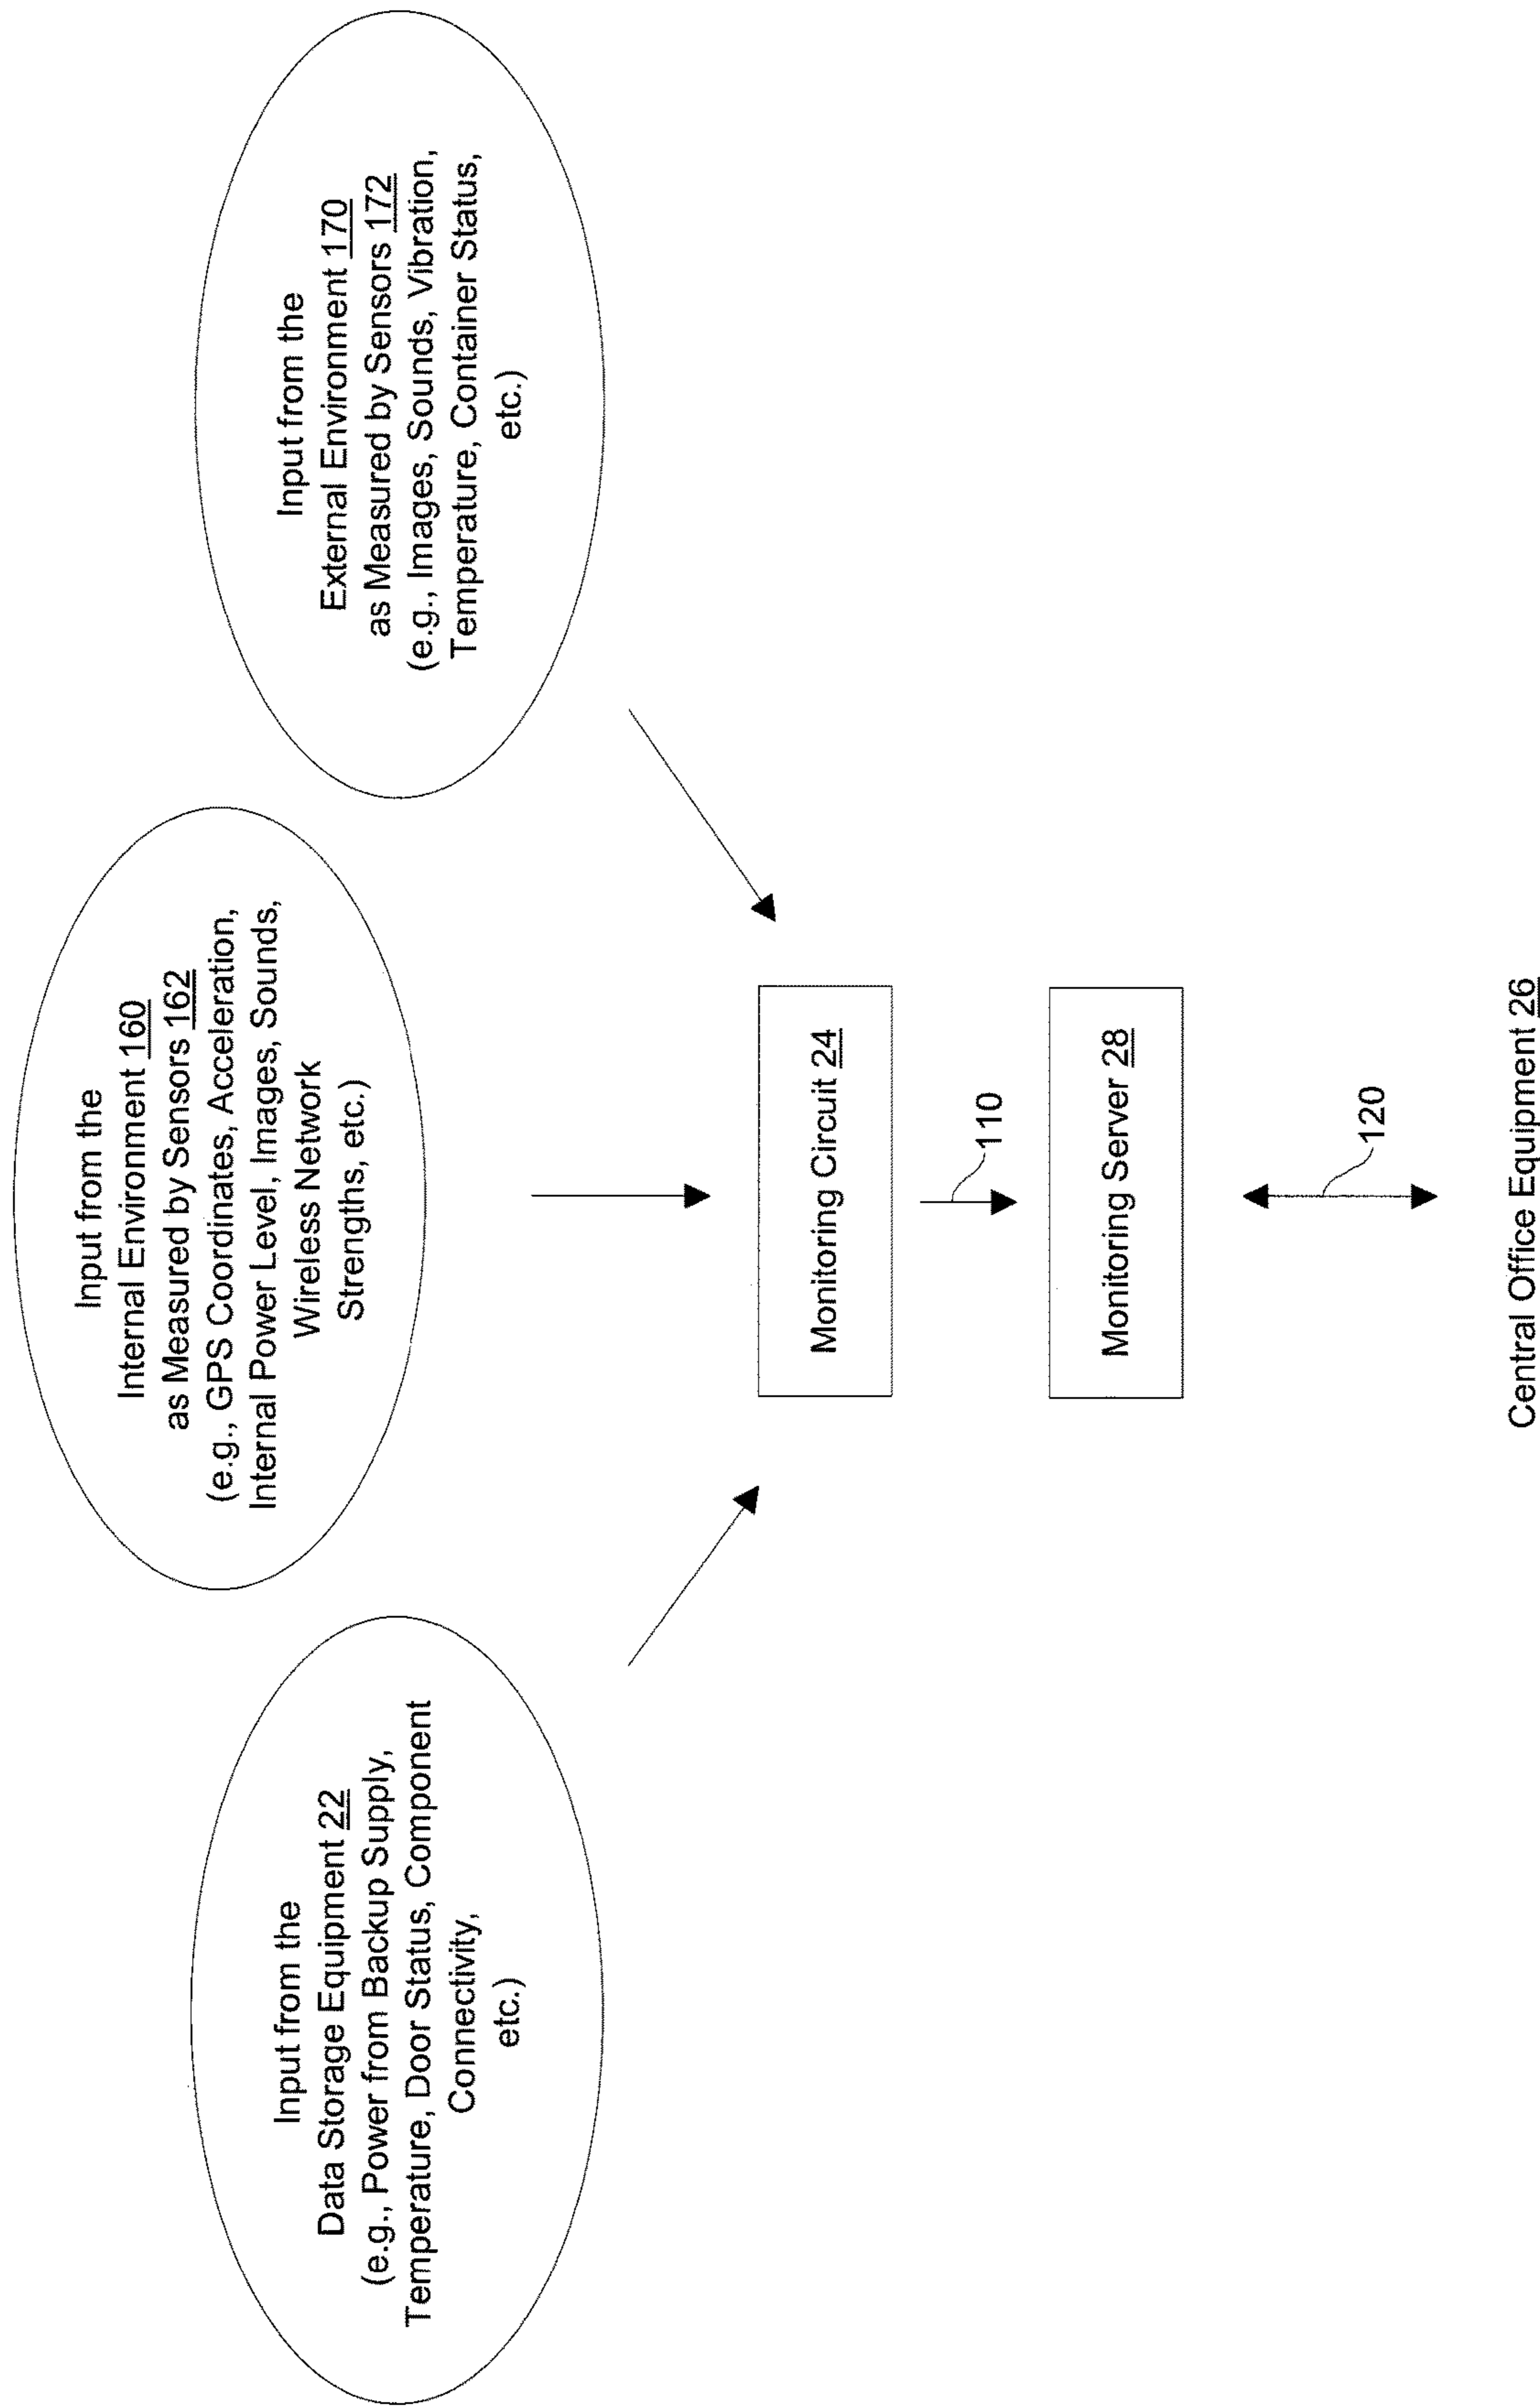 Input from the
Data Storage Equipment 22
(e.g., Power from Backup Supply,
Temperature, Door Status, Component
Connectivity,
etc.)
Input from the
Internal Environment 160
as Measured by Sensors 162
(e.g., GPS Coordinates, Acceleration,
Internal Power Level, Images, Sounds,
Wireless Network
Strengths, etc.)
Input from the
External Environment 170
as Measured by Sensors 172
(e.g., Images, Sounds, Vibration,
Temperature, Container Status,
etc.)
Monitoring Circuit 24
110
Monitoring Server 28
120
Central Office Equipment 26